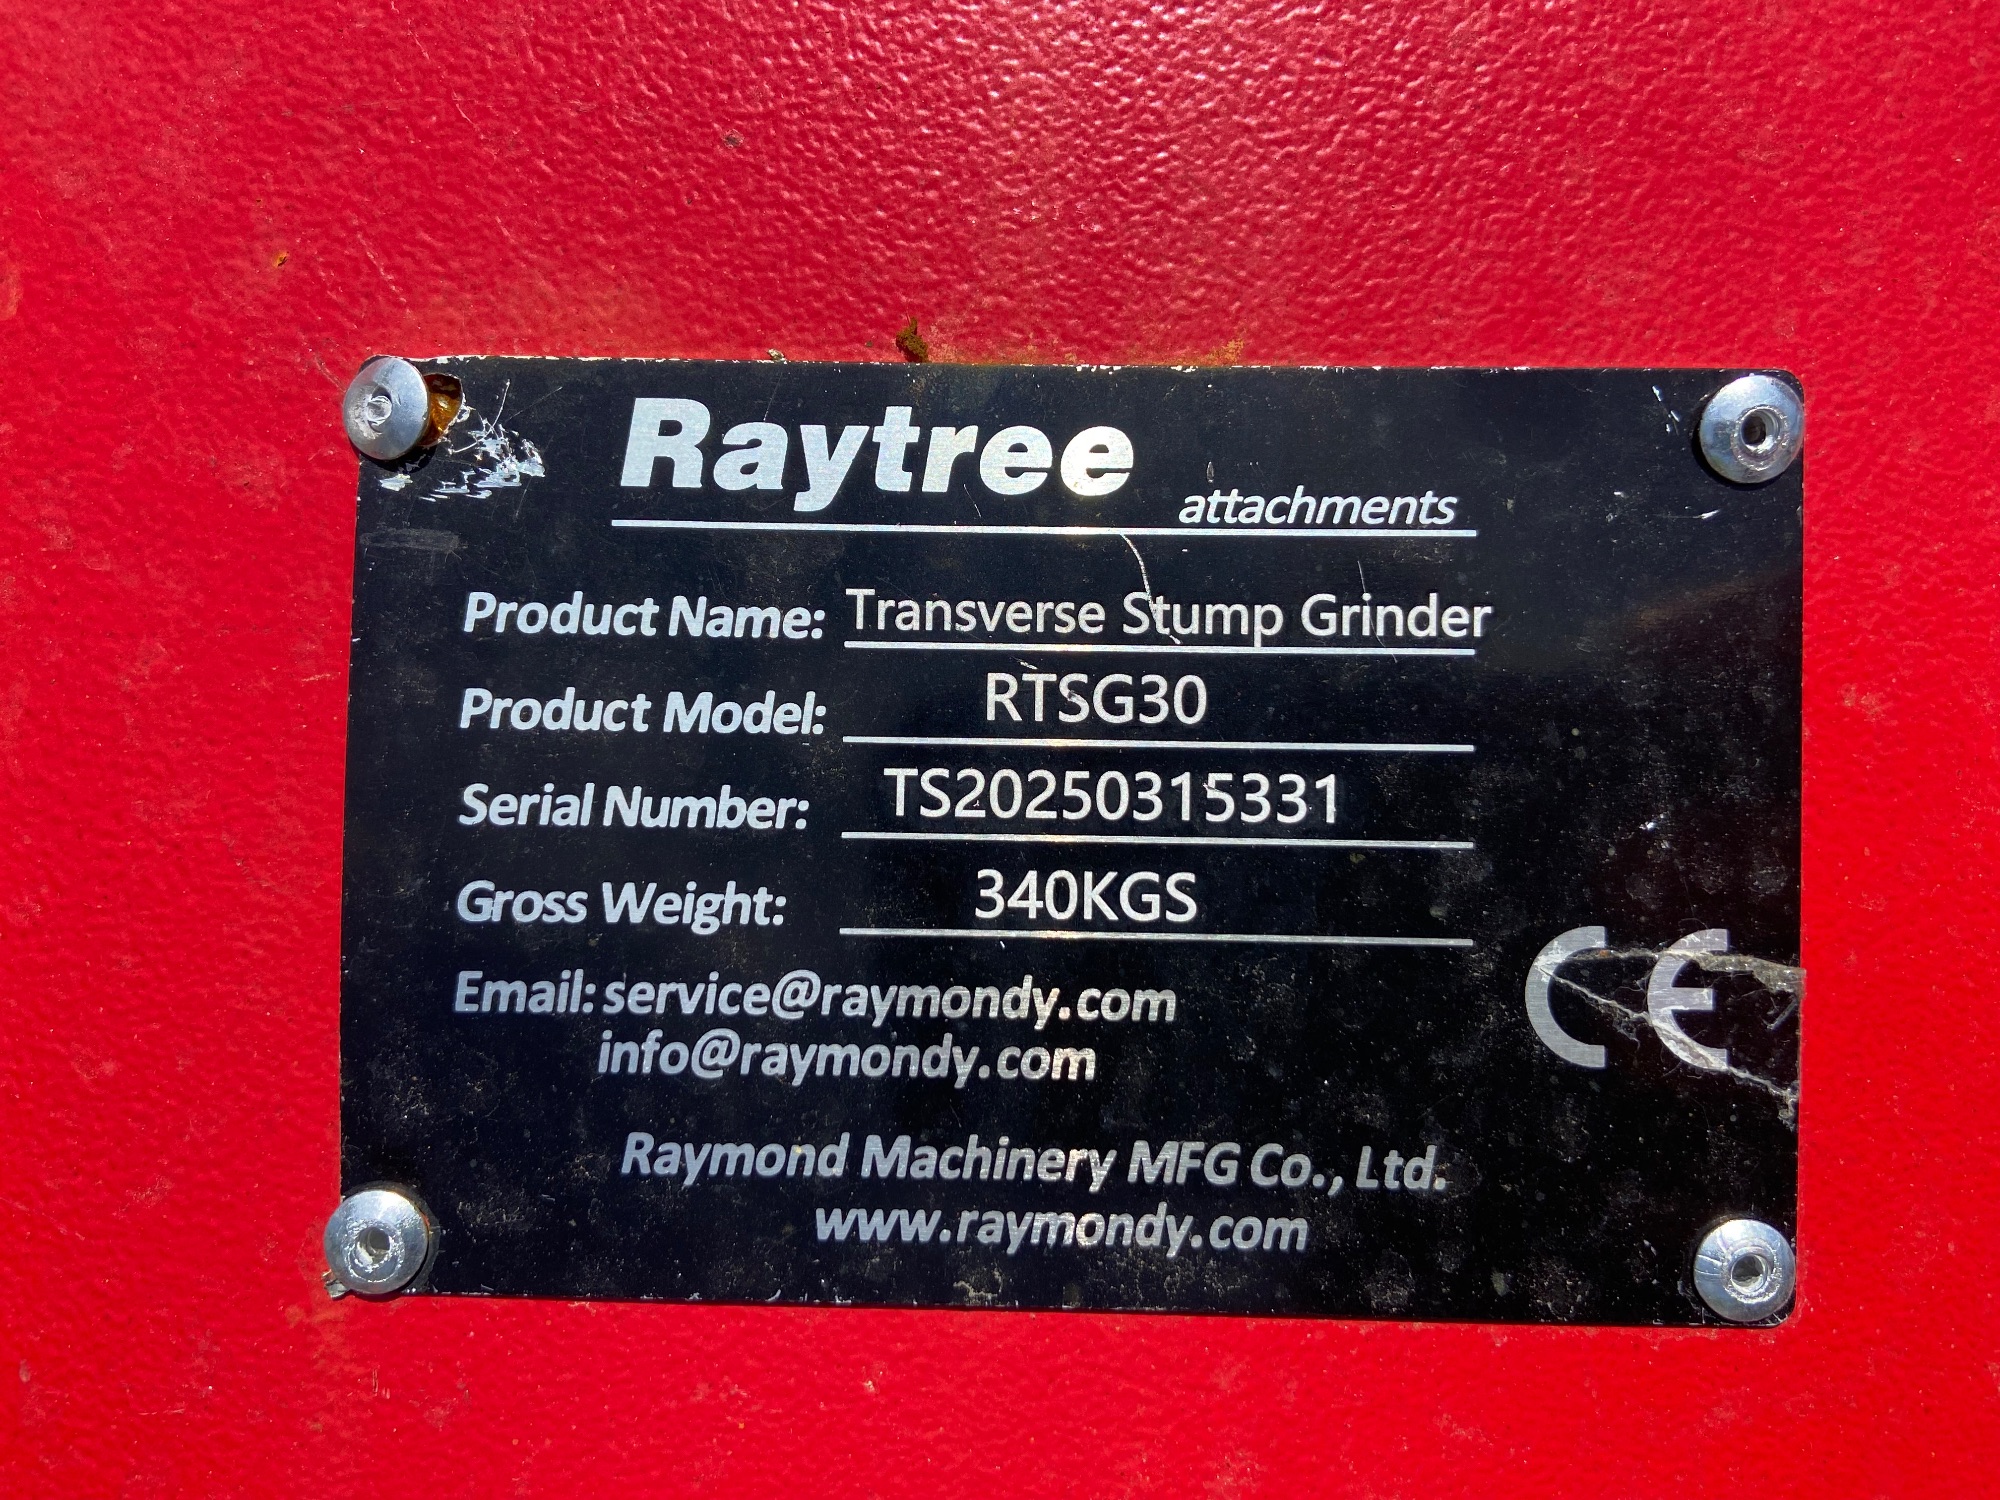 Raytree
attachments
Product Name: Transverse Stump Grinder
Product Model: RTSG30
Serial Number: TS20250315331
Gross Weight: 340KGS
Email: service@raymondy.com
info@raymondy.com
CE
Raymond Machinery MFG Co., Ltd.
www.raymondy.com